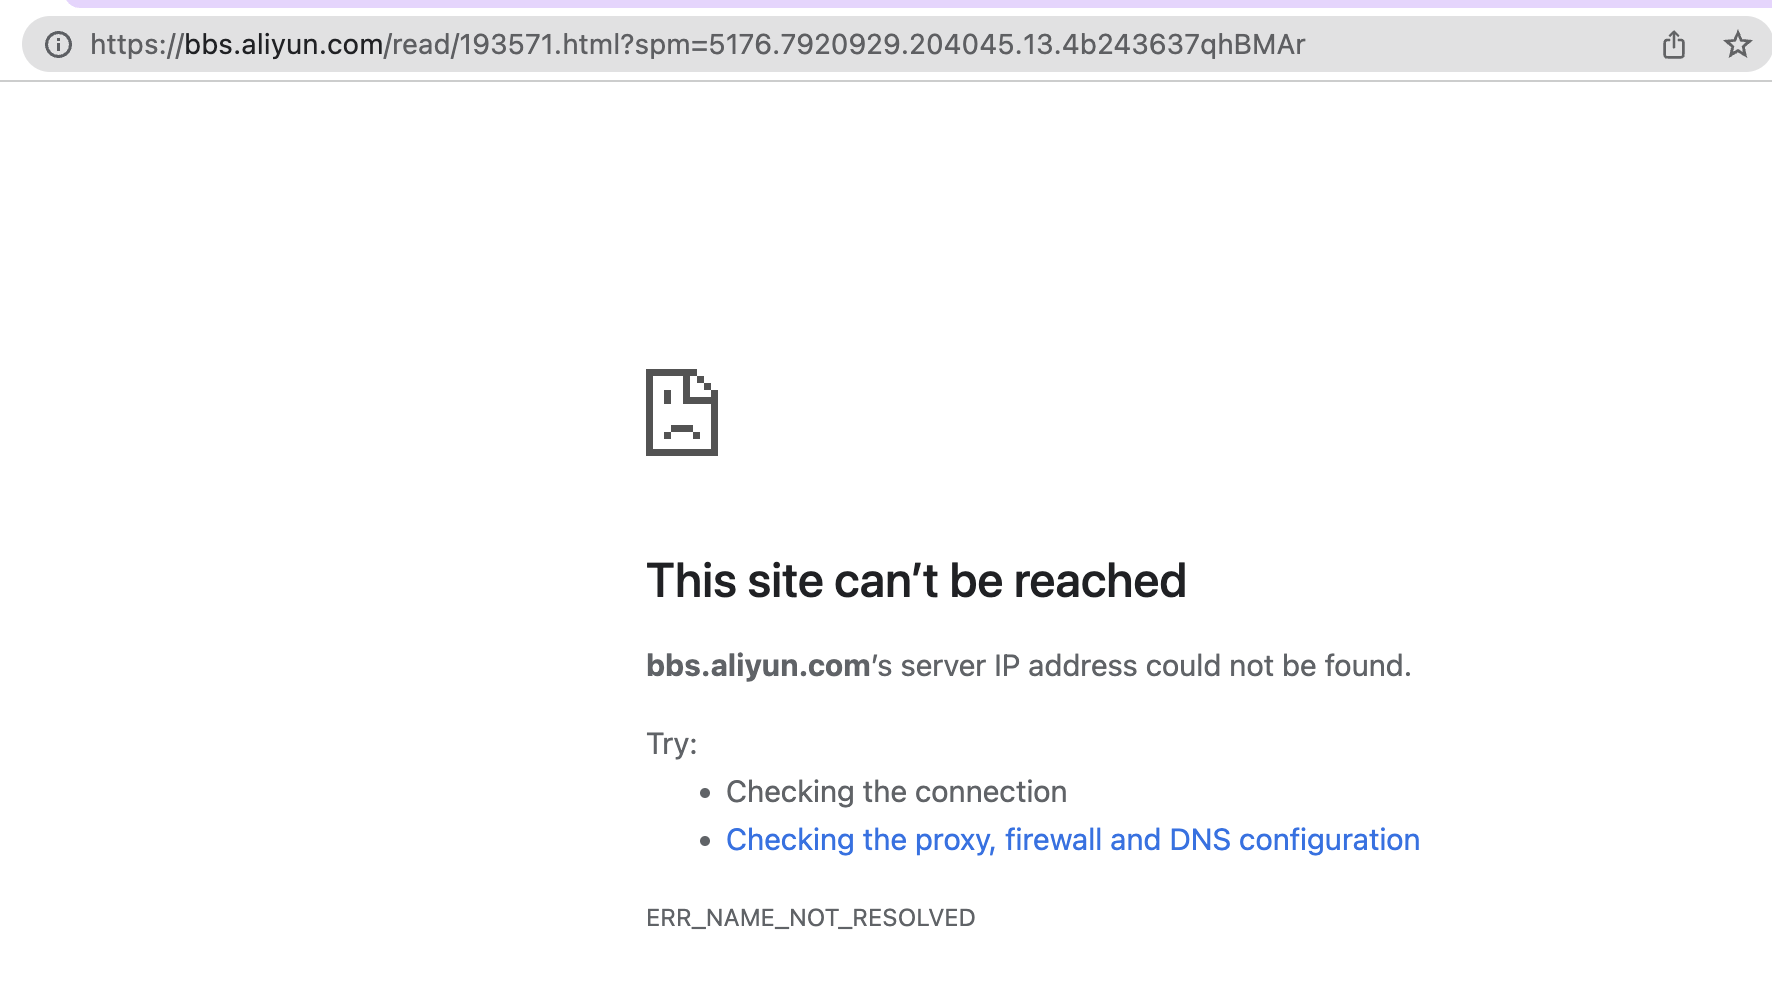 https://bbs.aliyun.com/read/193571.html?spm=5176.7920929.204045.13.4b243637qhBMAr
This site can’t be reached
bbs.aliyun.com’s server IP address could not be found.
Try:
• Checking the connection
• Checking the proxy, firewall and DNS configuration
ERR_NAME_NOT_RESOLVED